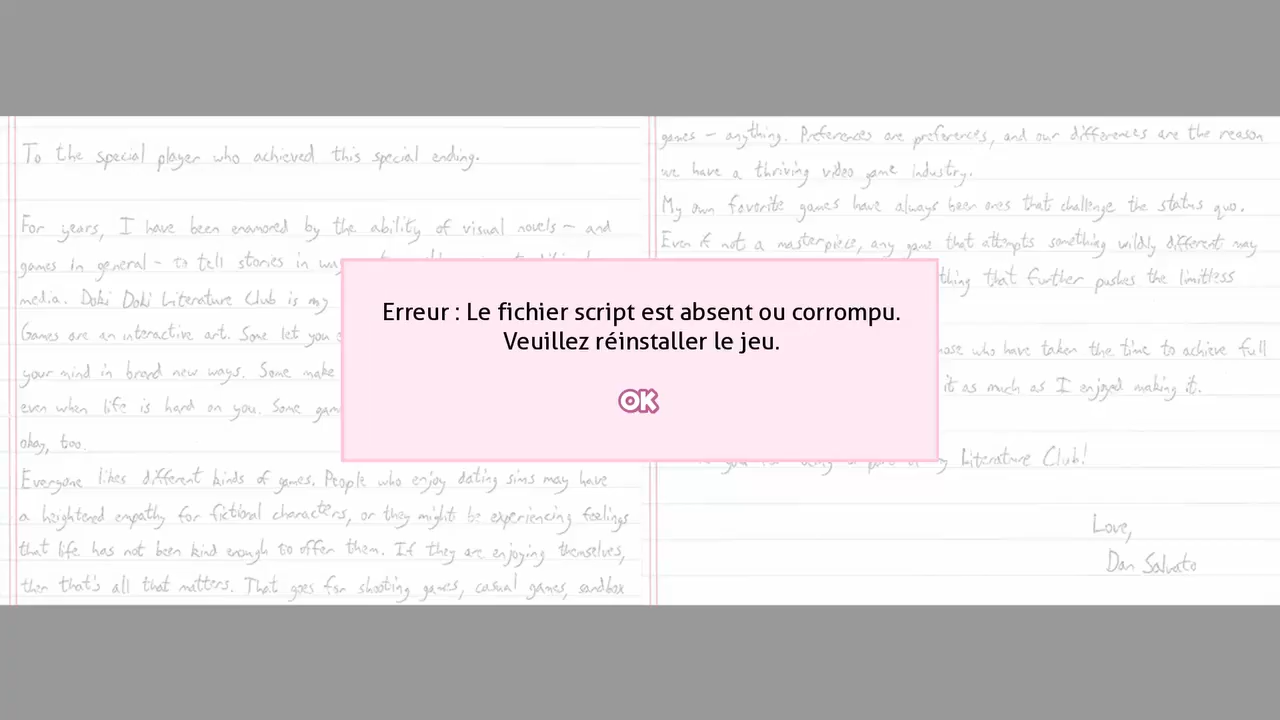 To the special player who achieved this special ending.
For years, I have been enamored by the ability of visual novels – and
games in general – to tell stories in
media. Doki Doki Literature Club is my
Games are an interactive art. Some let you
your mind in brand new ways. Some make
even when life is hard on you. Some
okay, too.
Everyone likes different kinds of games. People who enjoy dating sims may have
a heightened empathy for fictional characters, or they might be experiencing feelings
that life has not been kind enough to offer them. If they are enjoying themselves,
then that's all that matters. That goes for shooting games, casual games, sandbox
games – anything. Preferences are preferences, and our differences are the reason
we have a thriving video game industry.
My own favorite games have always been ones that challenge the status quo.
Even if not a masterpiece, any game that attempts something wildly different may
that further pushes the limitless
who have taken the time to achieve full
it as much as I enjoyed making it.
Literature Club!
Love,
Dan Salvato
Erreur : Le fichier script est absent ou corrompu.
Veuillez réinstaller le jeu.
OK